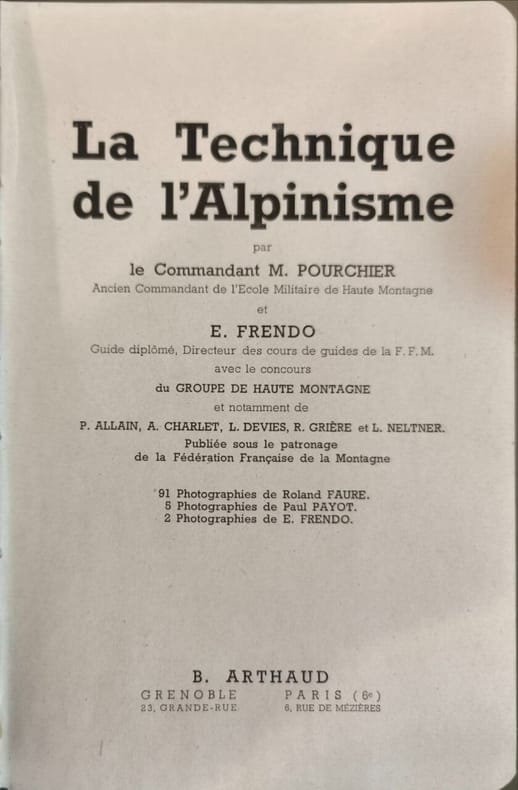 La Technique
de l'Alpinisme
par
le Commandant M. POURCHIER
Ancien Commandant de l'Ecole Militaire de Haute Montagne
et
E. FRENDO
Guide diplômé, Directeur des cours de guides de la F. F. M.
avec le concours
du GROUPE DE HAUTE MONTAGNE
et notamment de
P. ALLAIN, A. CHARLET, L. DEVIES, R. GRIÈRE et L. NELTNER.
Publiée sous le patronage
de la Fédération Française de la Montagne
91 Photographies de Roland FAURE.
5 Photographies de Paul PAYOT.
2 Photographies de E. FRENDO.
B. ARTHAUD
GRENOBLE PARIS (6e)
23, GRANDE-RUE 6, RUE DE MÉZIÈRES